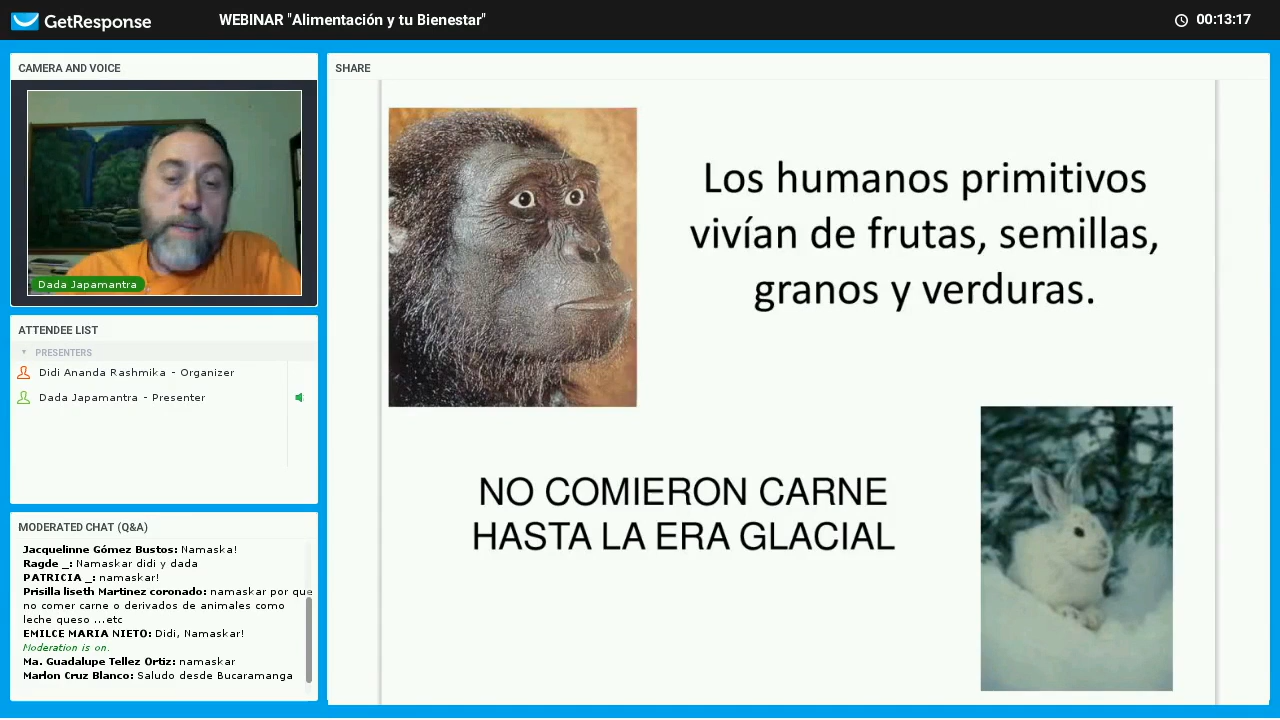 GetResponse
WEBINAR "Alimentación y tu Bienestar"
00:13:17
CAMERA AND VOICE
Dada Japamantra
ATTENDEE LIST
PRESENTERS
Didi Ananda Rashmika - Organizer
Dada Japamantra - Presenter
MODERATED CHAT (Q&A)
Jacquelinne Gómez Bustos: Namaska!
Ragde _: Namaskar didi y dada
PATRICIA _: namaskar!
Prisilla liseth Martinez coronado: namaskar por que
no comer carne o derivados de animales como
leche queso ...etc
EMILCE MARIA NIETO: Didi, Namaskar!
Moderation is on.
Ma. Guadalupe Tellez Ortiz: namaskar
Marlon Cruz Blanco: Saludo desde Bucaramanga
SHARE
Los humanos primitivos
vivían de frutas, semillas,
granos y verduras.
NO COMIERON CARNE
HASTA LA ERA GLACIAL